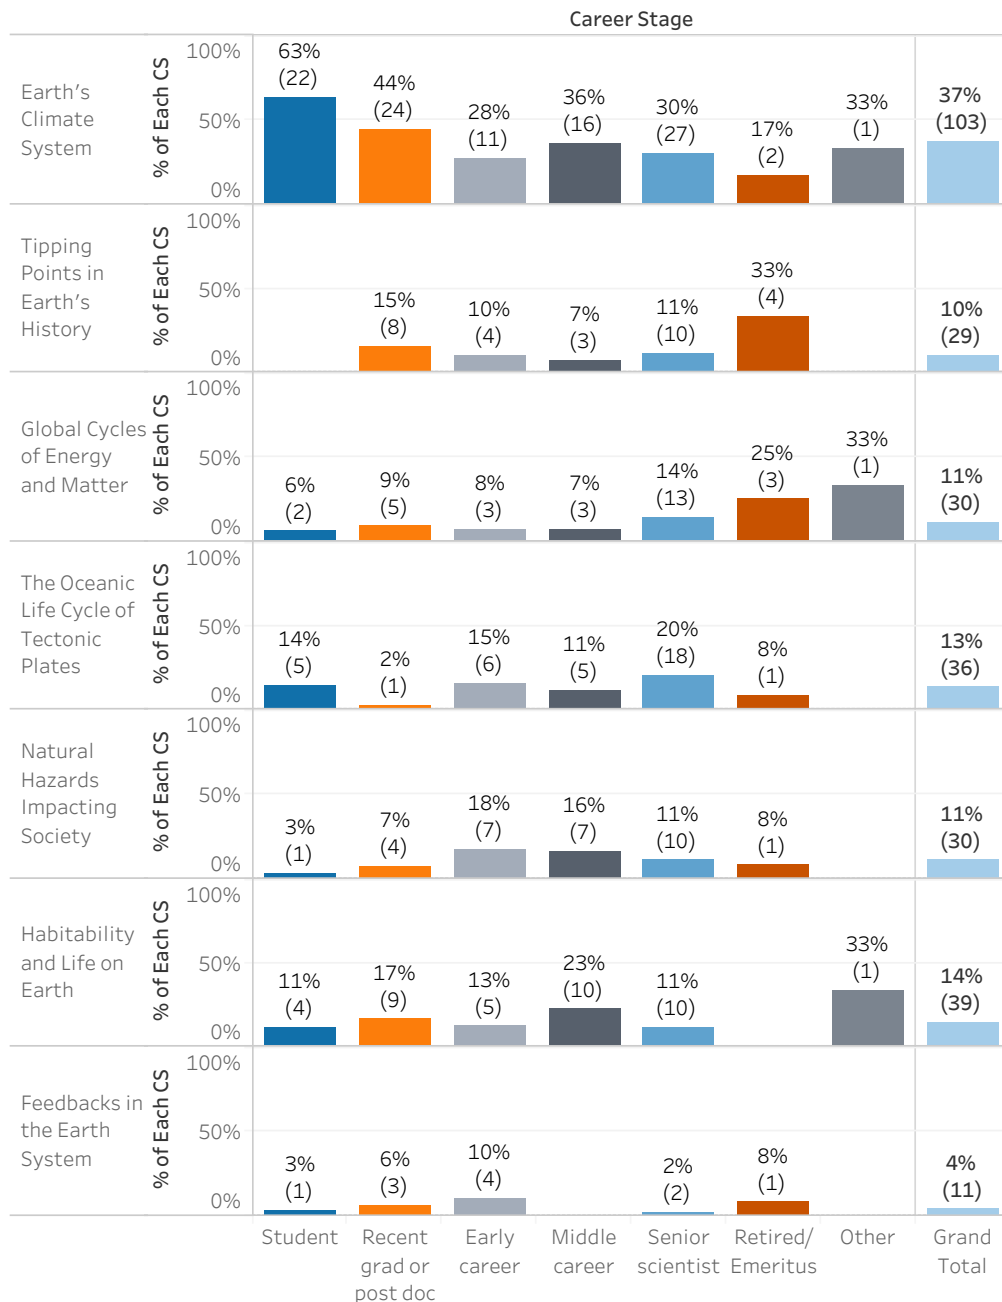 Career Stage
Earth's
Climate
System
% of Each CS
100%
50%
0%
63%
(22)
44%
(24)
28%
(11)
36%
(16)
30%
(27)
17%
(2)
33%
(1)
37%
(103)
Tipping
Points in
Earth's
History
% of Each CS
100%
50%
0%
15%
(8)
10%
(4)
7%
(3)
11%
(10)
33%
(4)
10%
(29)
Global Cycles
of Energy
and Matter
% of Each CS
100%
50%
0%
6%
(2)
9%
(5)
8%
(3)
7%
(3)
14%
(13)
25%
(3)
33%
(1)
11%
(30)
The Oceanic
Life Cycle of
Tectonic
Plates
% of Each CS
100%
50%
0%
14%
(5)
2%
(1)
15%
(6)
11%
(5)
20%
(18)
8%
(1)
13%
(36)
Natural
Hazards
Impacting
Society
% of Each CS
100%
50%
0%
3%
(1)
7%
(4)
18%
(7)
16%
(7)
11%
(10)
8%
(1)
11%
(30)
Habitability
and Life on
Earth
% of Each CS
100%
50%
0%
11%
(4)
17%
(9)
13%
(5)
23%
(10)
11%
(10)
33%
(1)
14%
(39)
Feedbacks in
the Earth
System
% of Each CS
100%
50%
0%
3%
(1)
6%
(3)
10%
(4)
2%
(2)
8%
(1)
4%
(11)
Student
Recent
grad or
post doc
Early
career
Middle
career
Senior
scientist
Retired/
Emeritus
Other
Grand
Total